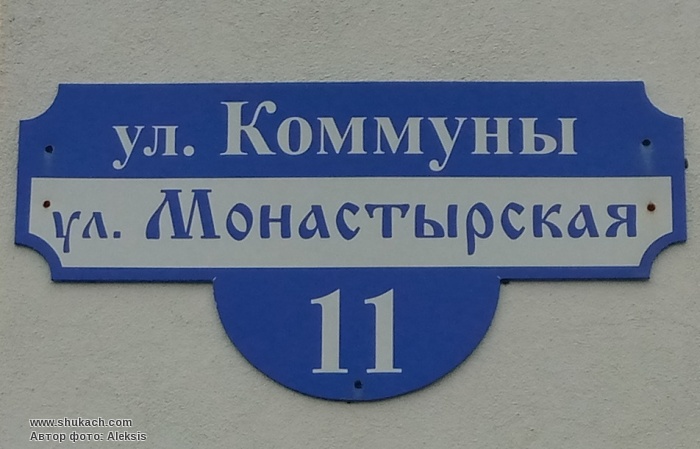 ул. Коммуны
ул. Монастырская
11
www.shukach.com
Автор фото: Aleksis